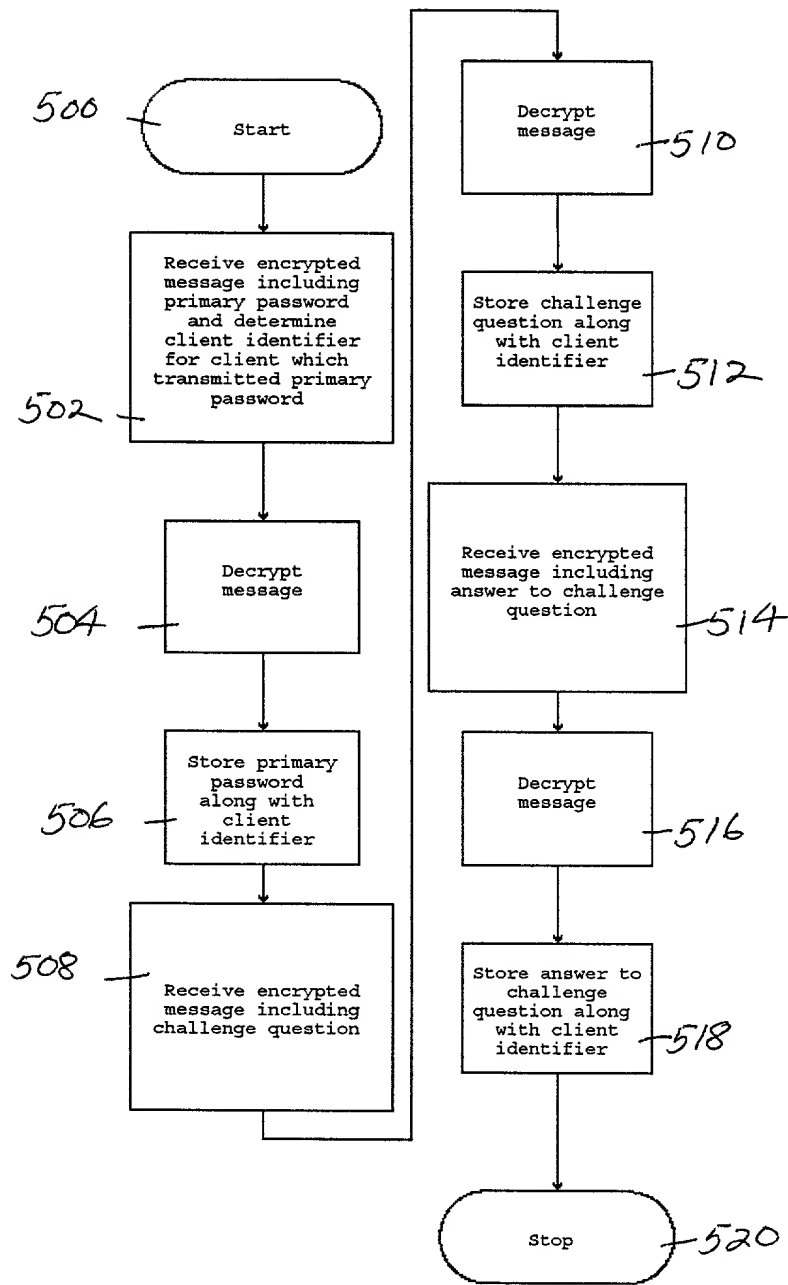 500
Start
Receive encrypted
message including
primary password
and determine
client identifier
for client which
transmitted primary
password
502
Decrypt
message
504
Store primary
password
along with
client
identifier
506
508
Receive encrypted
message including
challenge question
Decrypt
message
510
Store challenge
question along
with client
identifier
512
Receive encrypted
message including
answer to challenge
question
514
Decrypt
message
516
Store answer to
challenge
question along
with client
identifier
518
Stop
520